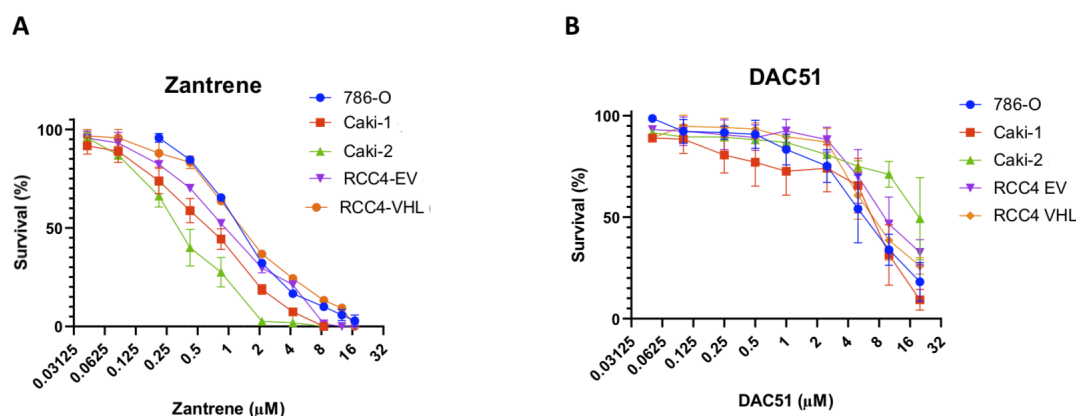 A
Zantrene
786-O
Caki-1
Caki-2
RCC4-EV
RCC4-VHL (
Survival (%)
100
50
0
0.03125
0.0625
0.125
0.25
0.5
1
2
4
8
16
32
Zantrene (μM)
B
DAC51
786-O
Caki-1
Caki-2
RCC4 EV
RCC4 VHL
Survival (%)
100
50
0
0.03125
0.0625
0.125
0.25
0.5
1
2
4
8
16
32
DAC51 (μM)